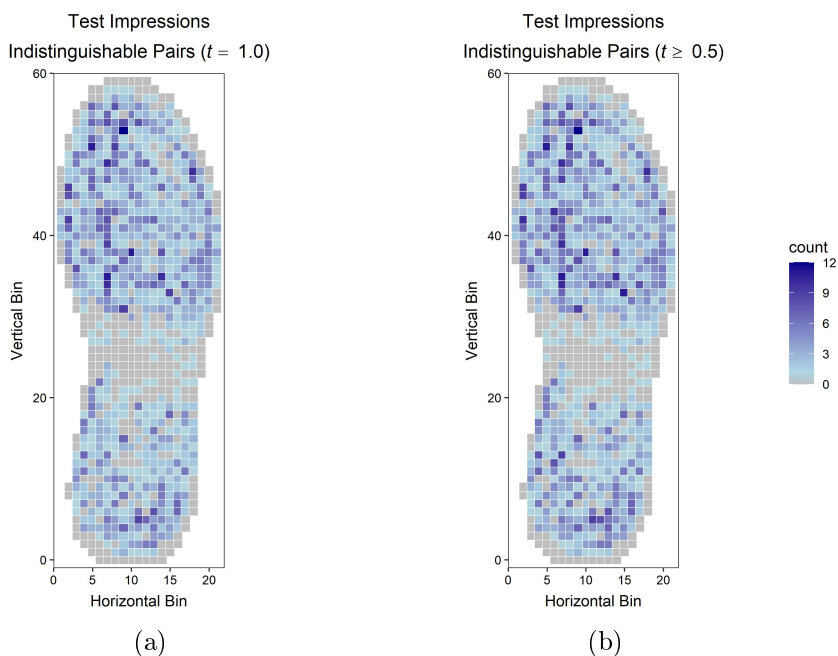 Test Impressions
Indistinguishable Pairs (t = 1.0)
60
40
20
0
Vertical Bin
0 5 10 15 20
Horizontal Bin
(a)
Test Impressions
Indistinguishable Pairs (t ≥ 0.5)
60
40
20
0
Vertical Bin
0 5 10 15 20
Horizontal Bin
(b)
count
12
9
6
3
0